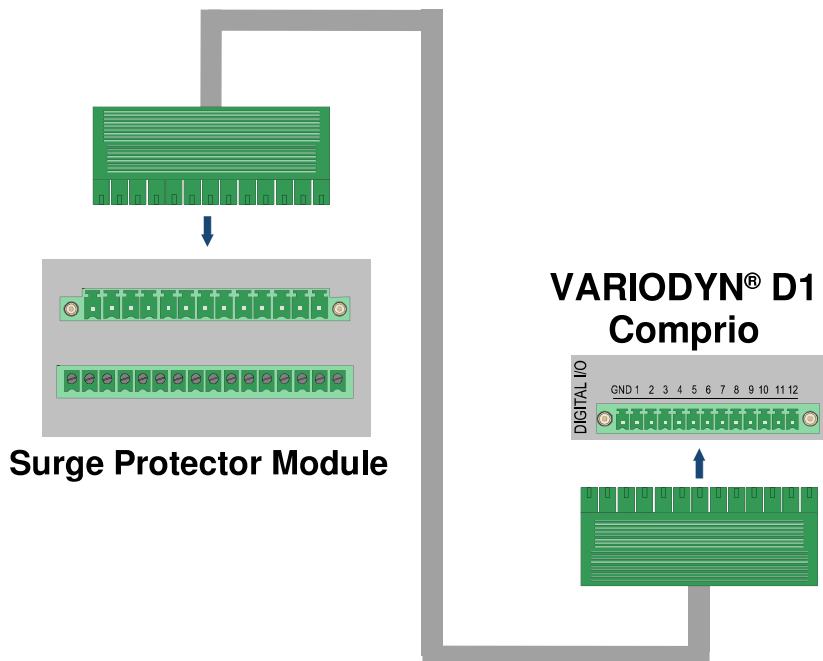 VARIODYN® D1
Comprio
DIGITAL I/O
GND 1 2 3 4 5 6 7 8 9 10 11 12
Surge Protector Module